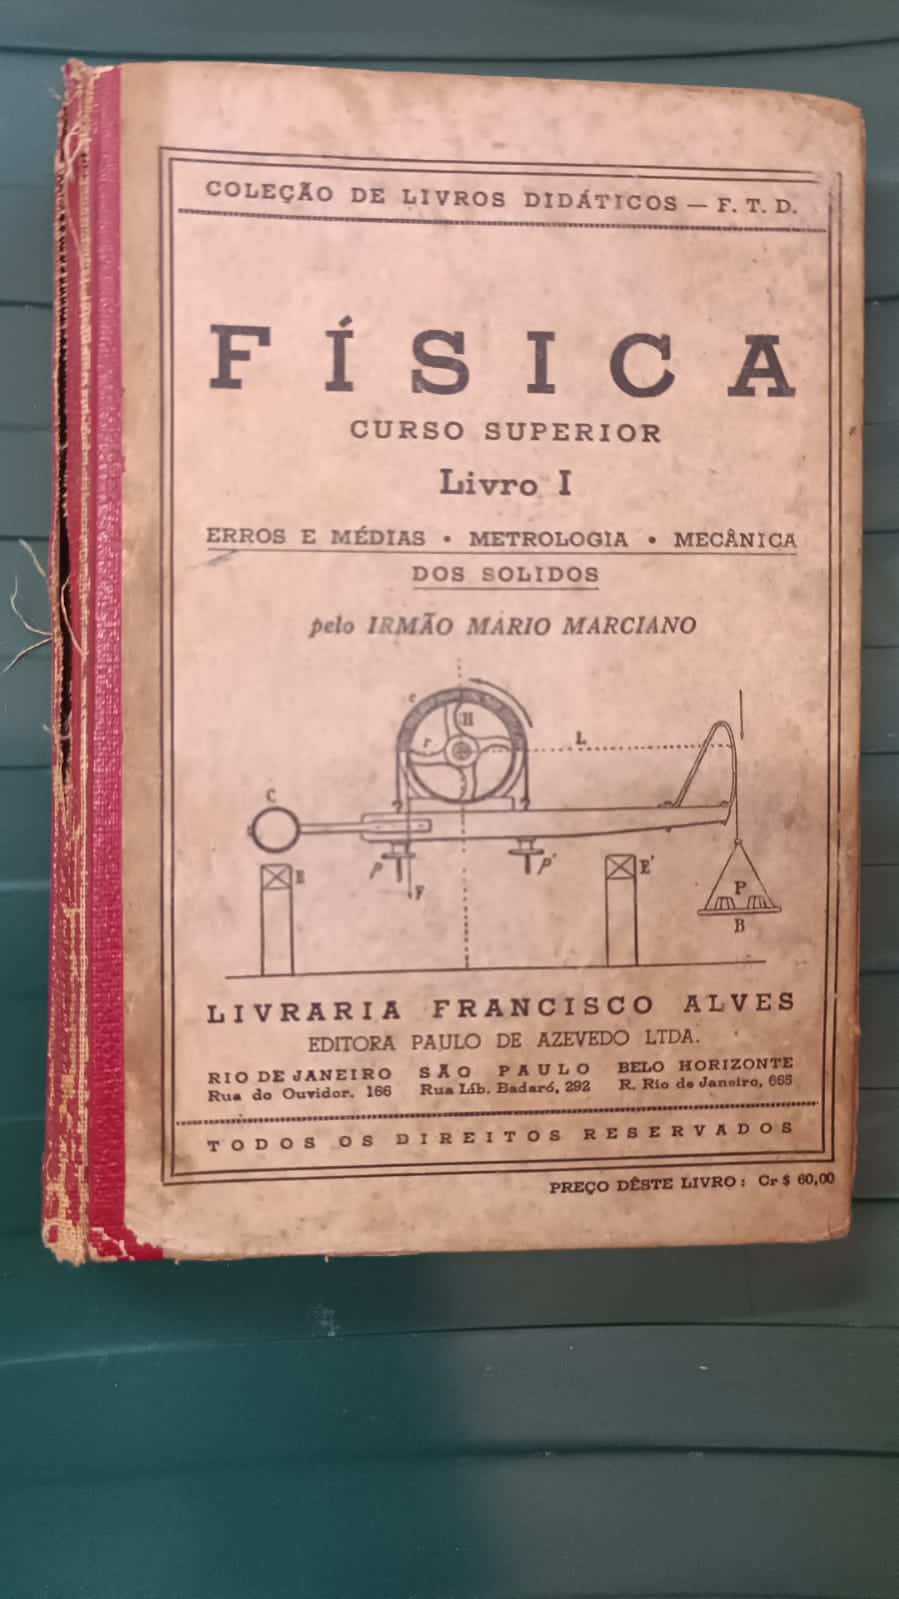 COLEÇÃO DE LIVROS DIDÁTICOS — F. T. D.
FÍSICA
CURSO SUPERIOR
Livro I
ERROS E MÉDIAS • METROLOGIA • MECÂNICA
DOS SOLIDOS
pelo IRMÃO MÁRIO MARCIANO
c
H
r
L
C
P
P'
F
E
E'
P
B
LIVRARIA FRANCISCO ALVES
EDITORA PAULO DE AZEVEDO LTDA.
RIO DE JANEIRO SÃO PAULO BELO HORIZONTE
Rua do Ouvidor, 166 Rua Líb. Badaró, 292 R. Rio de Janeiro, 665
TODOS OS DIREITOS RESERVADOS
PREÇO DÊSTE LIVRO: Cr $ 60,00